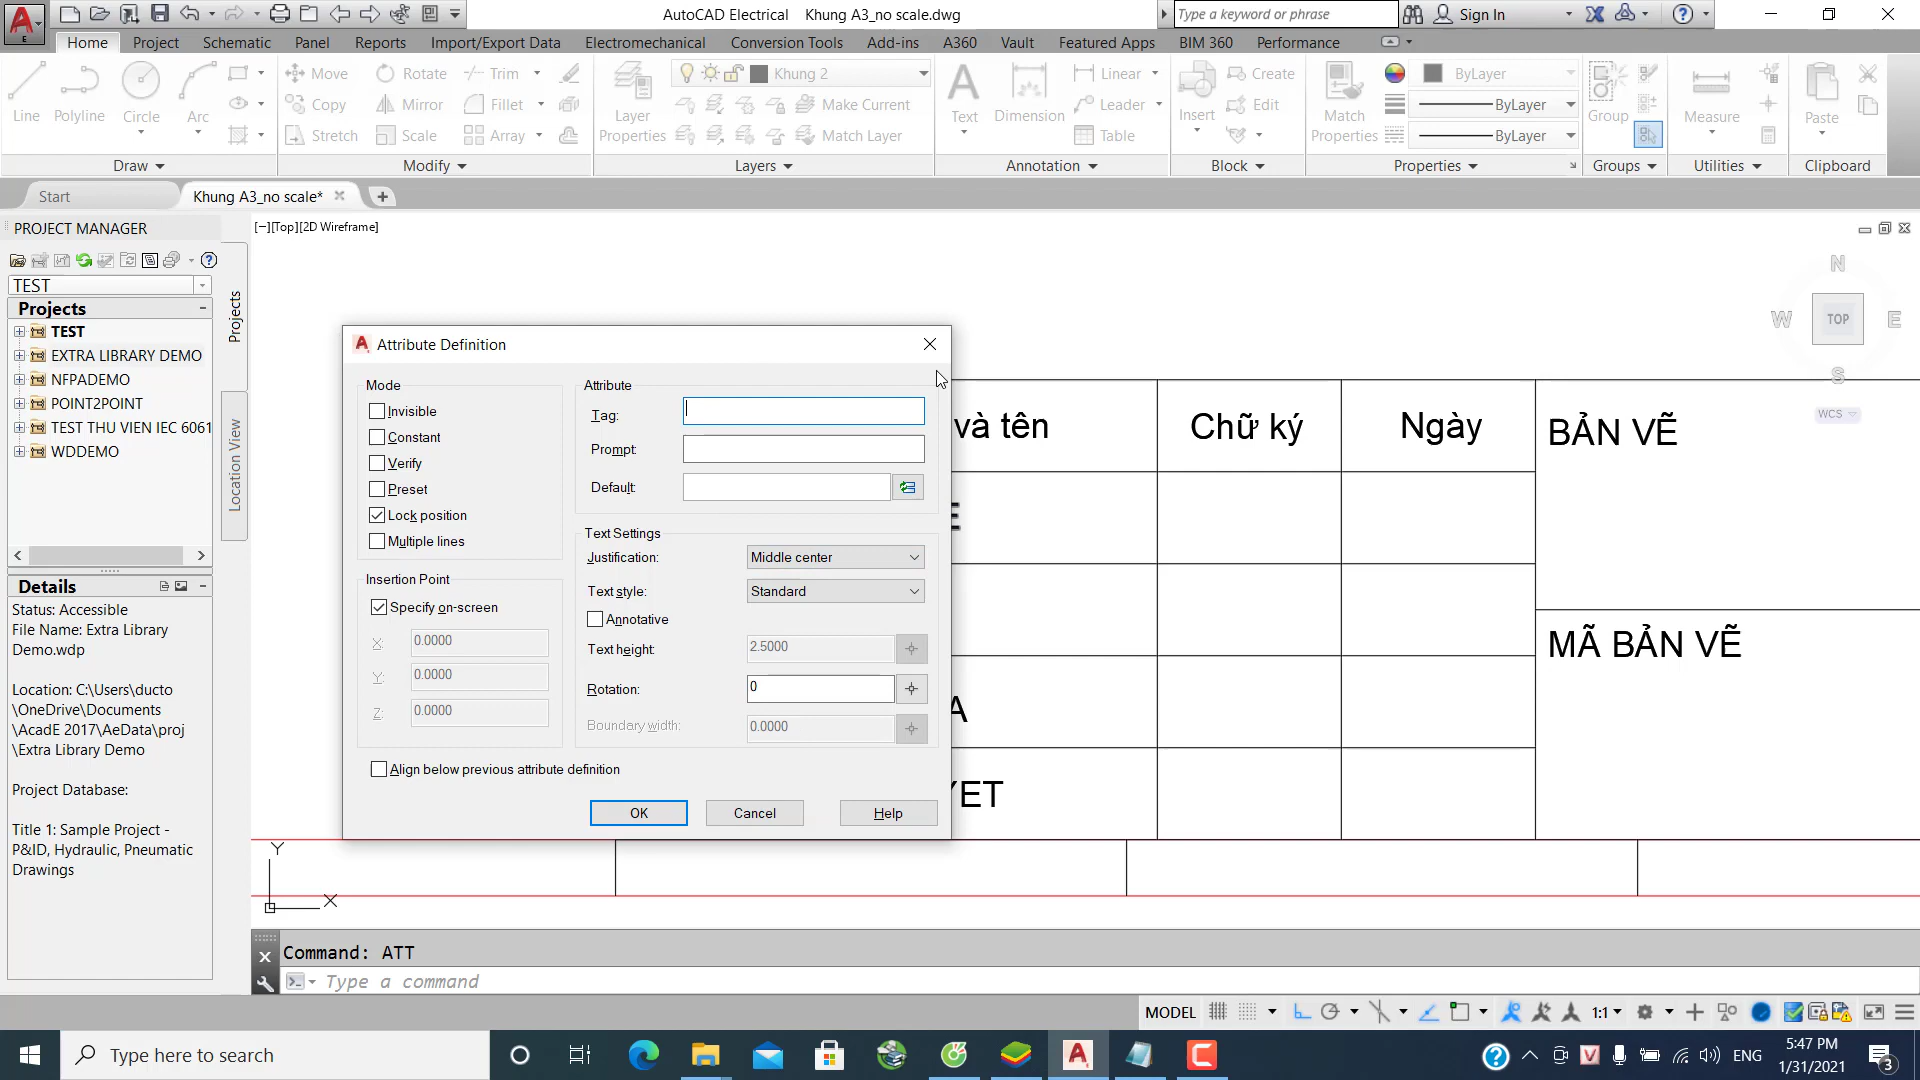 AutoCAD Electrical Khung A3_no scale.dwg
Type a keyword or phrase
Sign In
Home Project Schematic Panel Reports Import/Export Data Electromechanical Conversion Tools Add-ins A360 Vault Featured Apps BIM 360 Performance
Line
Polyline
Circle
Arc
Move
Rotate
Trim
Copy
Mirror
Fillet
Stretch
Scale
Array
Layer
Properties
Khung 2
Make Current
Match Layer
Text
Dimension
Linear
Leader
Table
Insert
Create
Edit
Match
Properties
ByLayer
ByLayer
ByLayer
Group
Measure
Paste
Draw
Modify
Layers
Annotation
Block
Properties
Groups
Utilities
Clipboard
Start
Khung A3_no scale*
PROJECT MANAGER
[−][Top][2D Wireframe]
TEST
Projects
TEST
EXTRA LIBRARY DEMO
NFPADEMO
POINT2POINT
TEST THU VIEN IEC 6061
WDDEMO
Projects
Location View
Details
Status: Accessible
File Name: Extra Library
Demo.wdp
Location: C:\Users\ducto
\OneDrive\Documents
\AcadE 2017\AeData\proj
\Extra Library Demo
Project Database:
Title 1: Sample Project -
P&ID, Hydraulic, Pneumatic
Drawings
Attribute Definition
Mode
Invisible
Constant
Verify
Preset
Lock position
Multiple lines
Insertion Point
Specify on-screen
X: 0.0000
Y: 0.0000
Z: 0.0000
Align below previous attribute definition
Attribute
Tag:
Prompt:
Default:
Text Settings
Justification: Middle center
Text style: Standard
Annotative
Text height: 2.5000
Rotation: 0
Boundary width: 0.0000
OK
Cancel
Help
và tên
Chữ ký
Ngày
BẢN VẼ
MÃ BẢN VẼ
E
A
YET
N
W
TOP
E
S
WCS
Y
X
Command: ATT
Type a command
MODEL
1:1
Type here to search
ENG
5:47 PM
1/31/2021
3